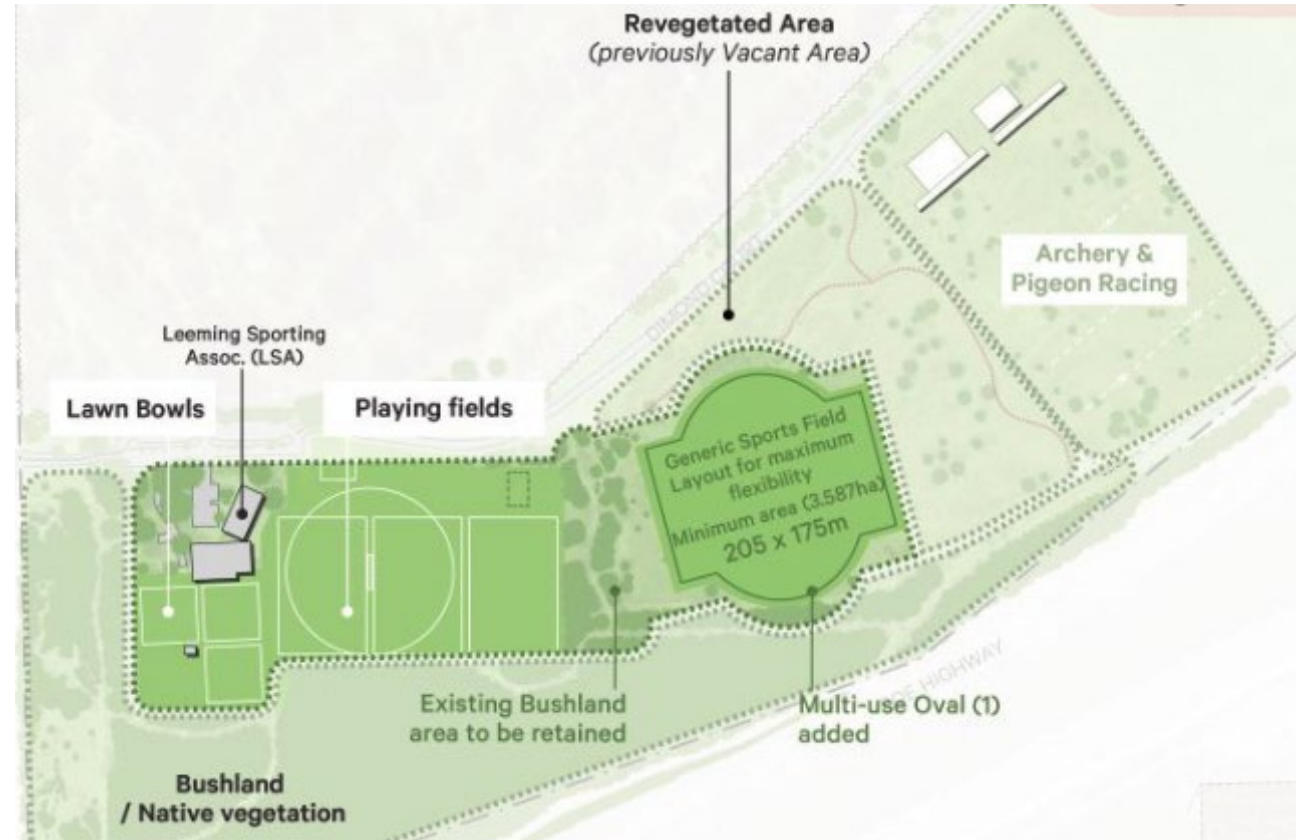 Revegetated Area
(previously Vacant Area)
Archery &
Pigeon Racing
Leeming Sporting
Assoc. (LSA)
Lawn Bowls
Playing fields
Generic Sports Field
Layout for maximum
flexibility
Minimum area (3.587ha)
205 x 175m
Existing Bushland
area to be retained
Multi-use Oval (1)
added
HIGHWAY
Bushland
/ Native vegetation